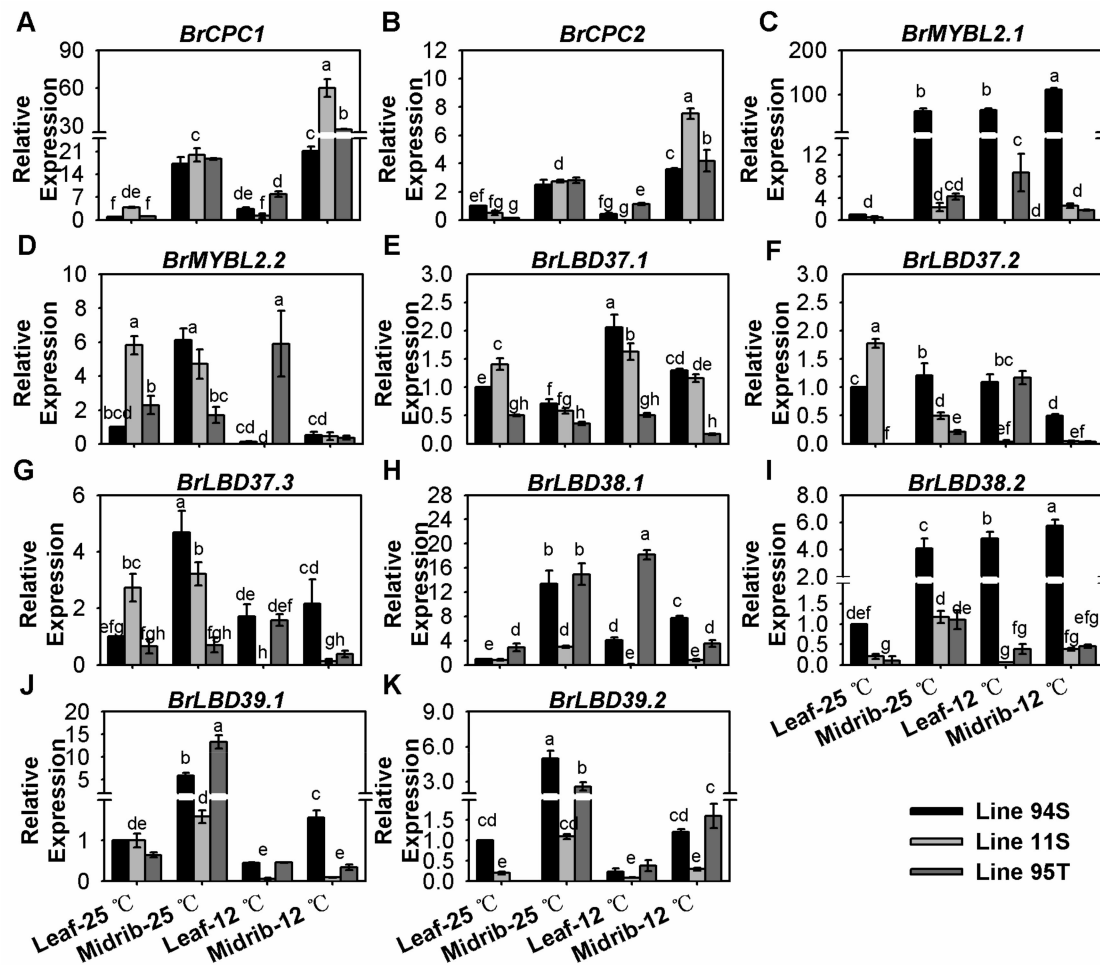 A BrCPC1
Relative Expression
90
60
30
21
14
7
0
f de f
c
d f d
c a b
B BrCPC2
Relative Expression
12
10
8
6
4
2
0
ef fg g
d
fg g e
c a b
C BrMYBL2.1
Relative Expression
200
100
12
8
4
0
d
b d cd
b d c
a d
D BrMYBL2.2
Relative Expression
10
8
6
4
2
0
bcd a b
a bc
d a
cd
E BrLBD37.1
Relative Expression
3.0
2.5
2.0
1.5
1.0
0.5
0.0
e c gh
f fg h
a b gh
cd de h
F BrLBD37.2
Relative Expression
3.0
2.5
2.0
1.5
1.0
0.5
0.0
c a f
b d e
bc ef
d ef
G BrLBD37.3
Relative Expression
6
4
2
0
efg bc fgh
a b fgh
de h def
cd gh
H BrLBD38.1
Relative Expression
28
24
20
16
12
8
4
0
e d
b e b
d e a
c e d
I BrLBD38.2
Relative Expression
8.0
6.0
4.0
2.0
1.0
0.5
0.0
def g
c d de
b g fg
a fg efg
Leaf-25 ℃
Midrib-25 ℃
Leaf-12 ℃
Midrib-12 ℃
J BrLBD39.1
Relative Expression
20
15
10
5
1
0
de
b d a
e
c e
Leaf-25 ℃
Midrib-25 ℃
Leaf-12 ℃
Midrib-12 ℃
K BrLBD39.2
Relative Expression
9.0
6.0
3.0
1.5
1.0
0.5
0.0
cd e
a cd b
e
cd e c
Leaf-25 ℃
Midrib-25 ℃
Leaf-12 ℃
Midrib-12 ℃
Line 94S
Line 11S
Line 95T